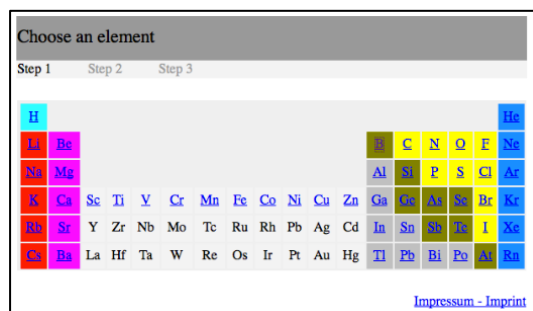 Choose an element
Step 1 Step 2 Step 3
H He
Li Be B C N O F Ne
Na Mg Al Si P S Cl Ar
K Ca Sc Ti V Cr Mn Fe Co Ni Cu Zn Ga Ge As Se Br Kr
Rb Sr Y Zr Nb Mo Tc Ru Rh Pb Ag Cd In Sn Sb Te I Xe
Cs Ba La Hf Ta W Re Os Ir Pt Au Hg Tl Pb Bi Po At Rn
Impressum - Imprint